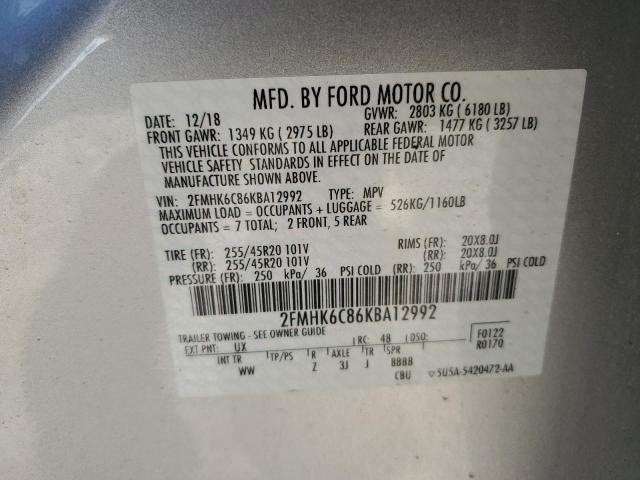 MFD. BY FORD MOTOR CO.
DATE: 12/18 GVWR: 2803 KG ( 6180 LB)
FRONT GAWR: 1349 KG ( 2975 LB) REAR GAWR: 1477 KG ( 3257 LB)
THIS VEHICLE CONFORMS TO ALL APPLICABLE FEDERAL MOTOR
VEHICLE SAFETY STANDARDS IN EFFECT ON THE DATE OF
MANUFACTURE SHOWN ABOVE.
VIN: 2FMHK6C86KBA12992 TYPE: MPV
MAXIMUM LOAD = OCCUPANTS + LUGGAGE = 526KG/1160LB
OCCUPANTS = 7 TOTAL; 2 FRONT, 5 REAR
TIRE (FR): 255/45R20 101V RIMS (FR): 20X8.0J
(RR): 255/45R20 101V (RR): 20X8.0J
PRESSURE (FR): 250 kPa/ 36 PSI COLD (RR): 250 kPa/ 36 PSI COLD
2FMHK6C86KBA12992
TRAILER TOWING - SEE OWNER GUIDE F0122
EXT PNT: UX RC: 48 DSO: R0170
INT TR TP/PS R AXLE TR SPR
WW Z 3J J 8888
CBU 5U5A-5420472-AA